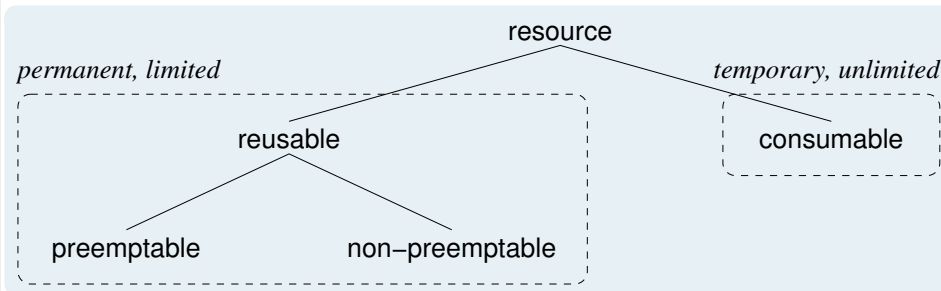 resource
permanent, limited
temporary, unlimited
reusable
consumable
preemptable
non−preemptable